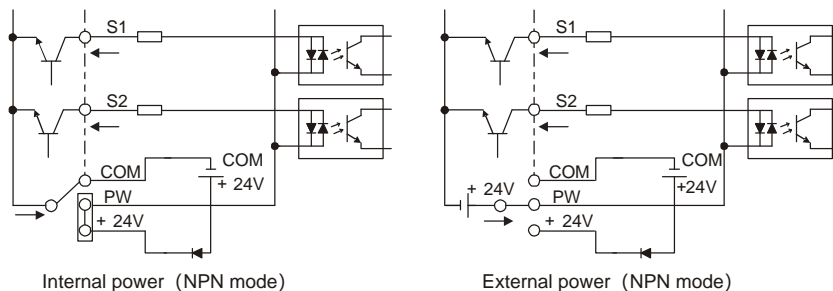 S1
S2
COM
COM
+ 24V
PW
+ 24V
Internal power (NPN mode)
S1
S2
COM
COM
+ 24V
+24V
PW
+ 24V
External power (NPN mode)